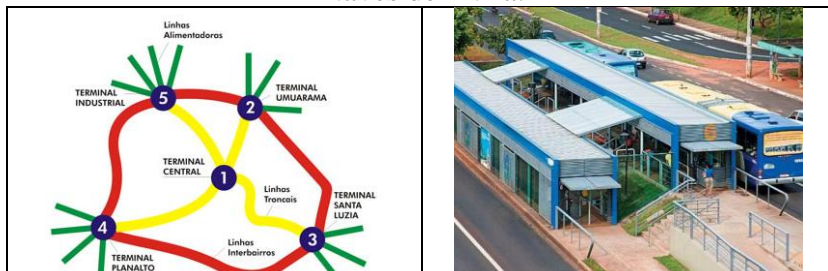 Linhas
Alimentadoras
TERMINAL
INDUSTRIAL
5
2
TERMINAL
UMUARAMA
TERMINAL
CENTRAL
1
Linhas
Troncais
TERMINAL
SANTA
LUZIA
4
3
Linhas
Interbairros
TERMINAL
PLANALTO